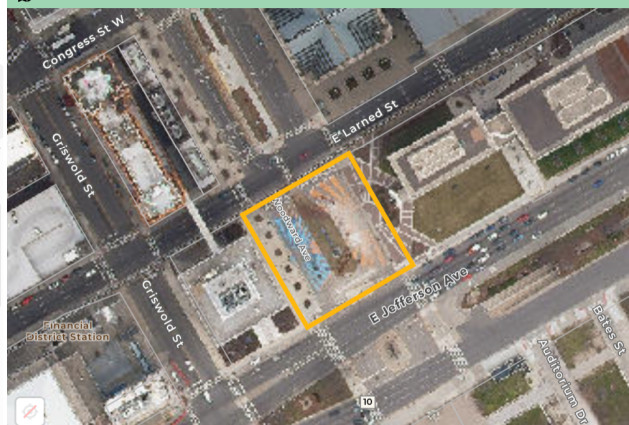 Congress St W
E Larned St
Griswold St
Woodward Ave
Griswold St
E Jefferson Ave
Financial
District Station
Bates St
Auditorium Dr
10